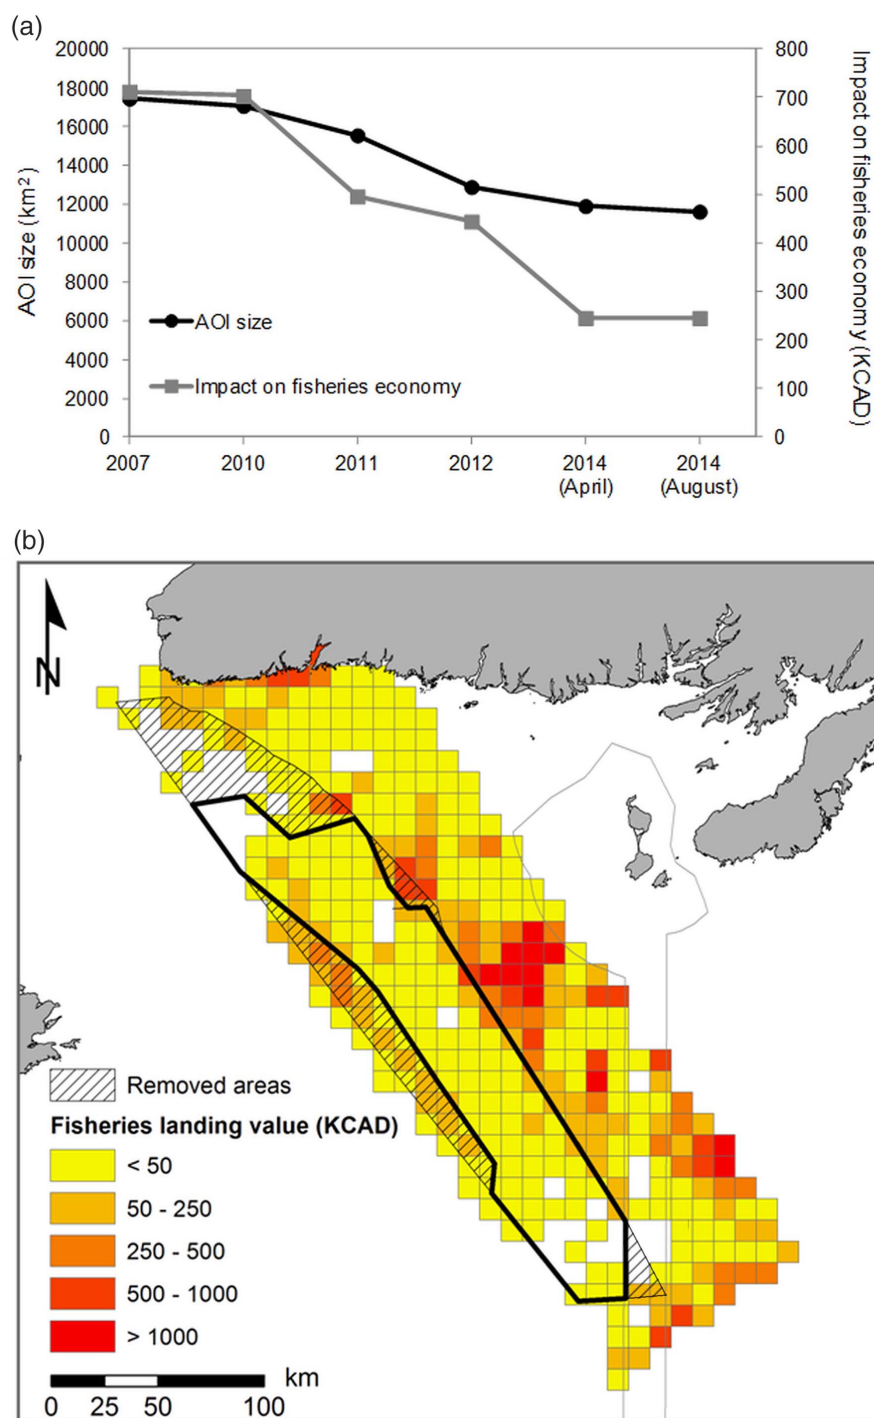 (a)
20000
18000
16000
14000
12000
10000
8000
6000
4000
2000
0
AOI size (km²)
800
700
600
500
400
300
200
100
0
Impact on fisheries
economy (KCAD)
AOI size
Impact on fisheries economy
2007 2010 2011 2012 2014 2014
(April) (August)
(b)
N
Removed areas
Fisheries landing value (KCAD)
< 50
50 - 250
250 - 500
500 - 1000
> 1000
km
0 25 50 100